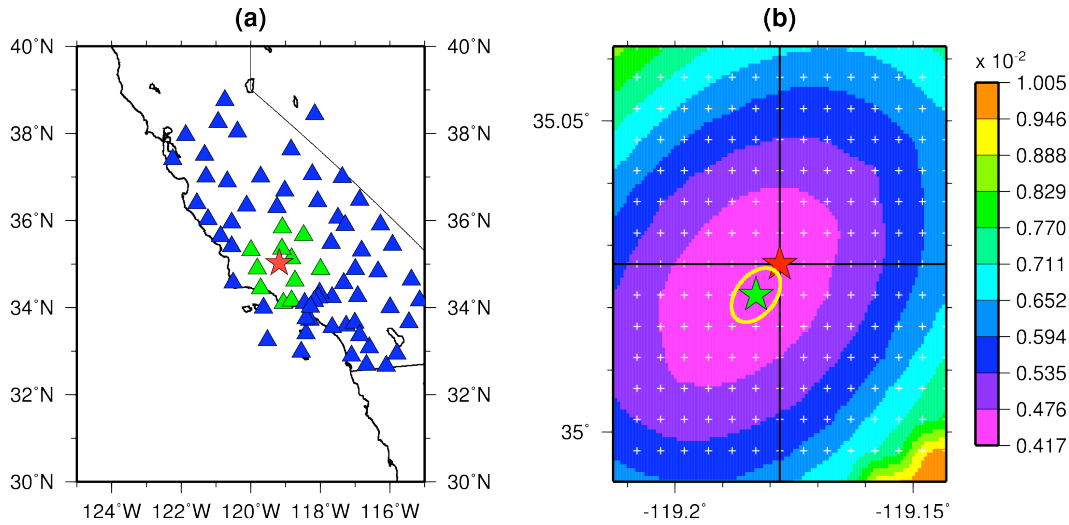 (a)
(b)
40˚N
40˚N
x 10-2
38˚N
38˚N
36˚N
36˚N
34˚N
34˚N
32˚N
32˚N
30˚N
30˚N
124˚W 122˚W 120˚W 118˚W 116˚W
35.05˚
35˚
-119.2˚ -119.15˚
1.005
0.946
0.888
0.829
0.770
0.711
0.652
0.594
0.535
0.476
0.417